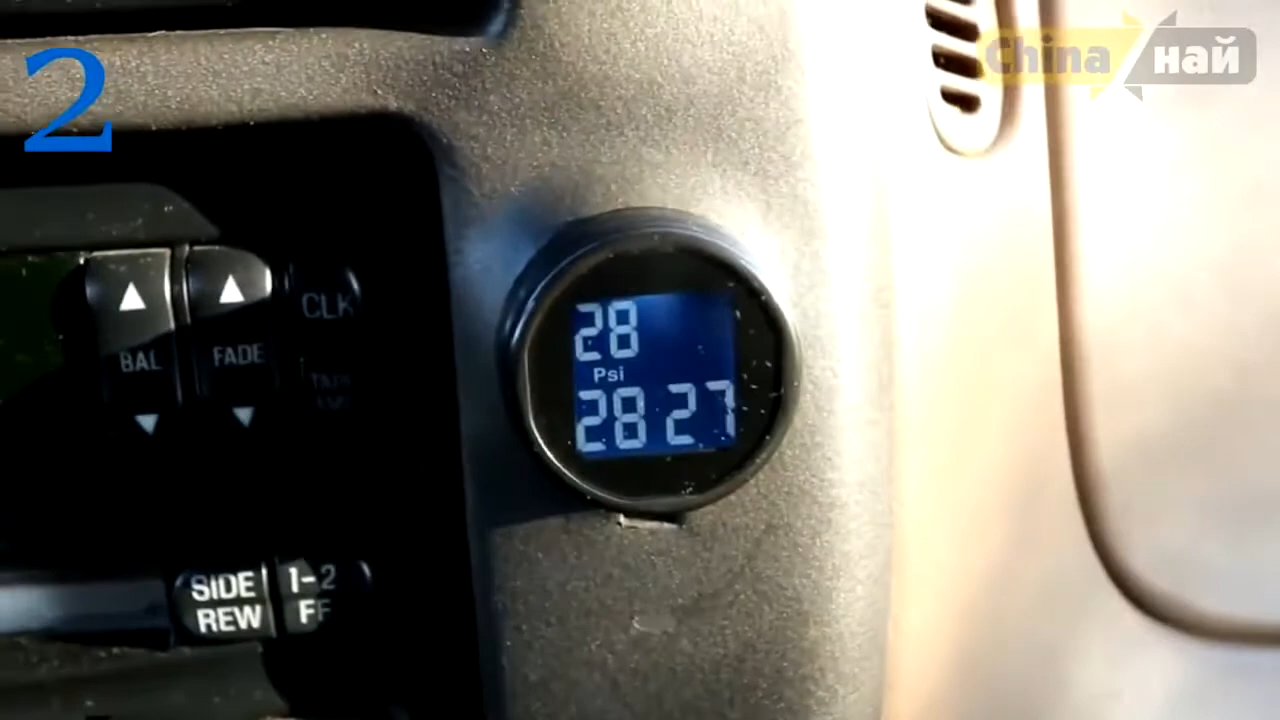 2
China най
28
Psi
28 27
BAL
FADE
CLK
SIDE 1-2
REW FF